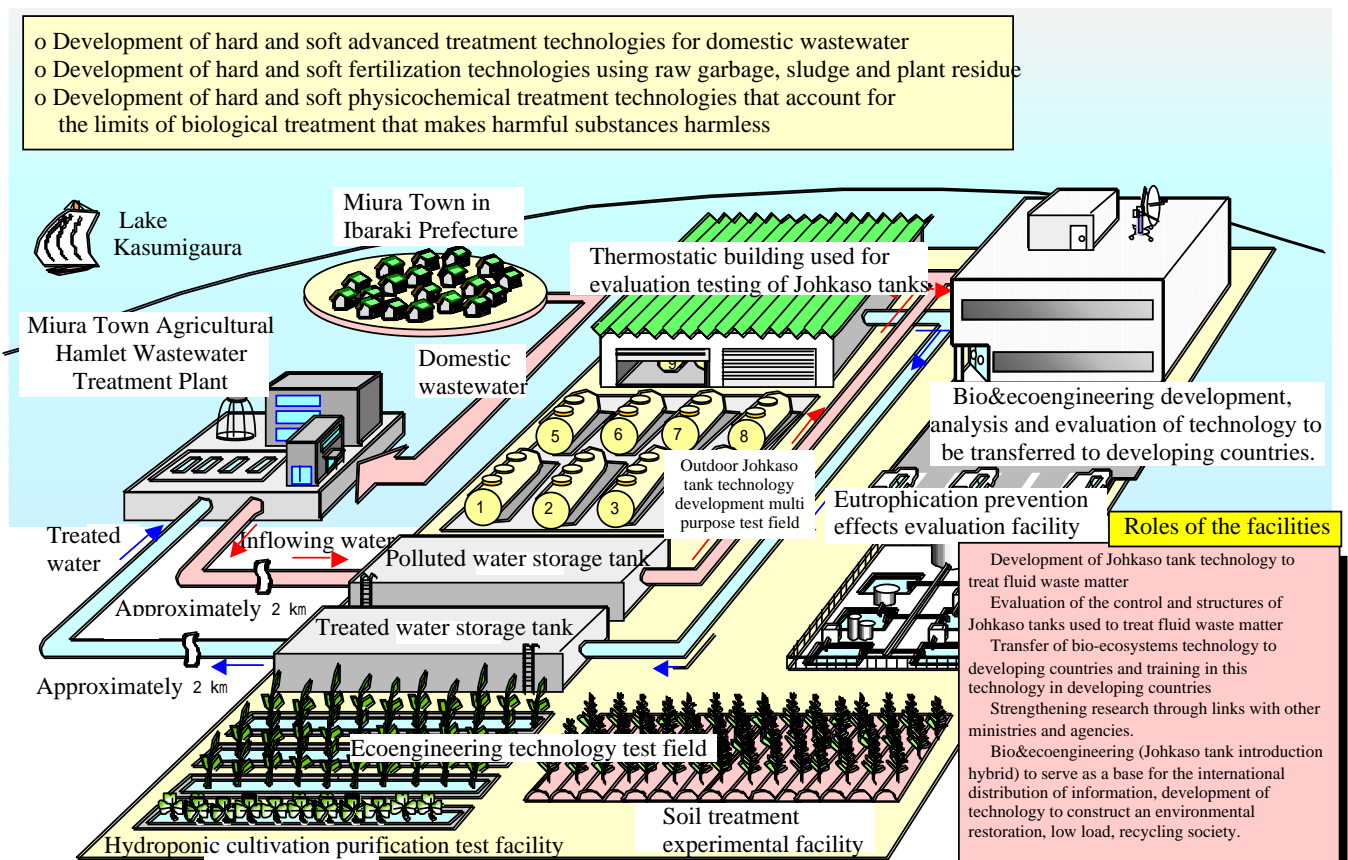 o Development of hard and soft advanced treatment technologies for domestic wastewater
o Development of hard and soft fertilization technologies using raw garbage, sludge and plant residue
o Development of hard and soft physicochemical treatment technologies that account for
the limits of biological treatment that makes harmful substances harmless
Lake
Kasumigaura
Miura Town in
Ibaraki Prefecture
Thermostatic building used for
evaluation testing of Johkaso tanks
Miura Town Agricultural
Hamlet Wastewater
Treatment Plant
Domestic
wastewater
Bio&ecoengineering development,
analysis and evaluation of technology to
be transferred to developing countries.
9
5
6
7
8
1
2
3
Outdoor Johkaso
tank technology
development multi
purpose test field
Eutrophication prevention
effects evaluation facility
Treated
water
Inflowing water
Polluted water storage tank
Approximately 2 km
Treated water storage tank
Approximately 2 km
Ecoengineering technology test field
Hydroponic cultivation purification test facility
Soil treatment
experimental facility
Roles of the facilities
Development of Johkaso tank technology to
treat fluid waste matter
Evaluation of the control and structures of
Johkaso tanks used to treat fluid waste matter
Transfer of bio-ecosystems technology to
developing countries and training in this
technology in developing countries
Strengthening research through links with other
ministries and agencies.
Bio&ecoengineering (Johkaso tank introduction
hybrid) to serve as a base for the international
distribution of information, development of
technology to construct an environmental
restoration, low load, recycling society.